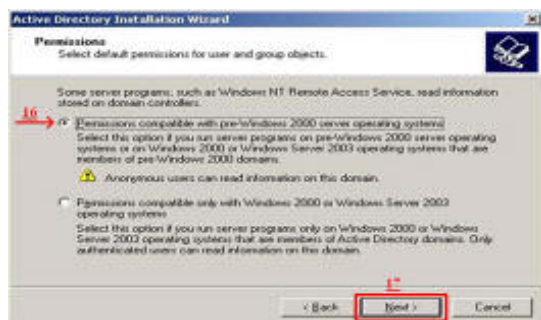 Active Directory Installation Wizard
Permissions
Select default permissions for user and group objects.
Some server programs, such as Windows NT Remote Access Service, read information
stored on domain controllers.
16
Permissions compatible with pre-Windows 2000 server operating systems
Select this option if you run server programs on pre-Windows 2000 server operating
systems or on Windows 2000 or Windows Server 2003 operating systems that are
members of pre-Windows 2000 domains.
Anonymous users can read information on this domain.
Permissions compatible only with Windows 2000 or Windows Server 2003
operating systems
Select this option if you run server programs only on Windows 2000 or Windows
Server 2003 operating systems that are members of Active Directory domains. Only
authenticated users can read information on this domain.
17
< Back
Next >
Cancel